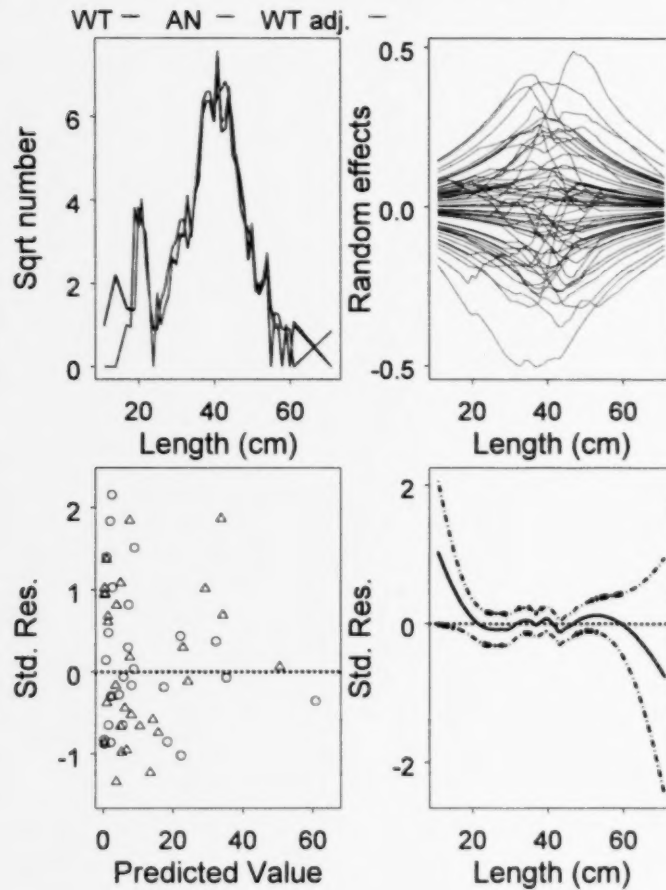 WT — AN — WT adj. —
Sqrt number
6
4
2
0
20 40 60
Length (cm)
Random effects
0.5
0.0
-0.5
20 40 60
Length (cm)
Std. Res.
2
1
0
-1
0 20 40 60
Predicted Value
Std. Res.
2
0
-2
20 40 60
Length (cm)